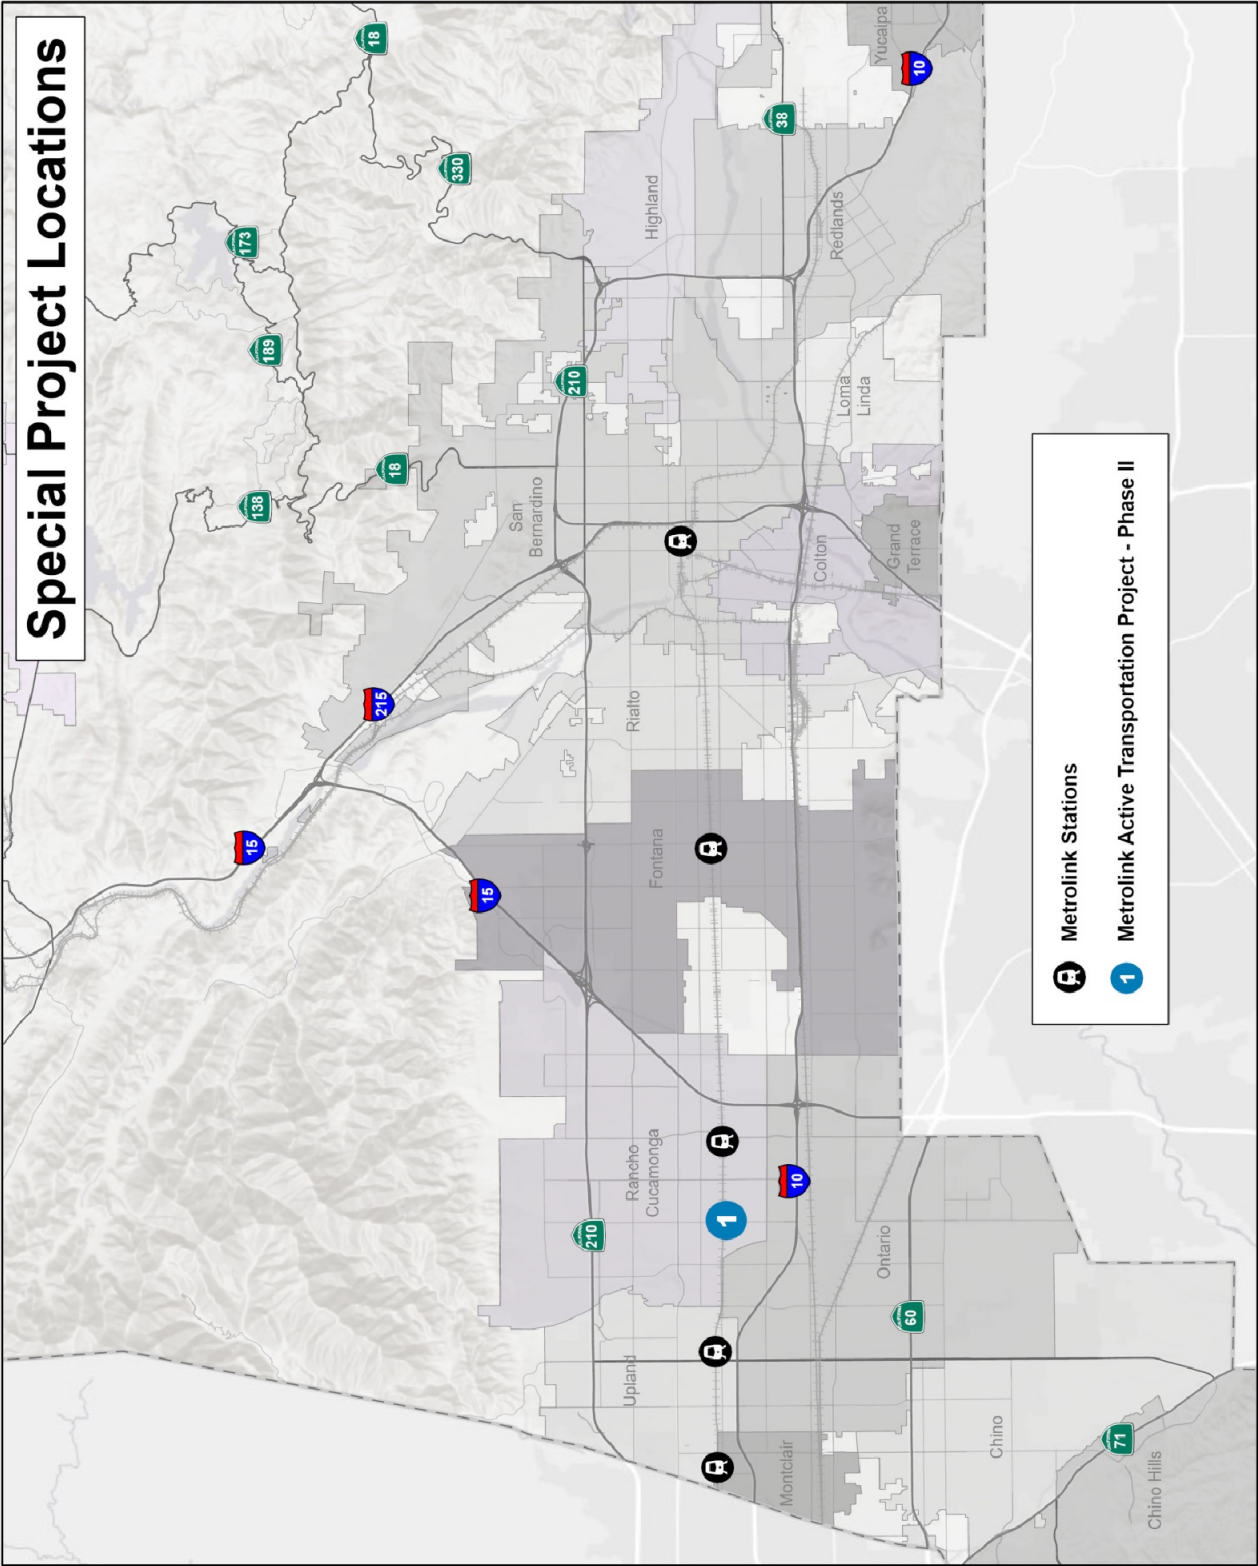 Special Project Locations
18
330
173
189
138
18
210
38
10
Yucaipa
Highland
Redlands
Loma
Linda
San
Bernardino
Colton
Grand
Terrace
215
15
15
Rialto
Fontana
Rancho
Cucamonga
210
1
10
Ontario
60
Upland
Montclair
Chino
71
Chino Hills
Metrolink Stations
1 Metrolink Active Transportation Project - Phase II